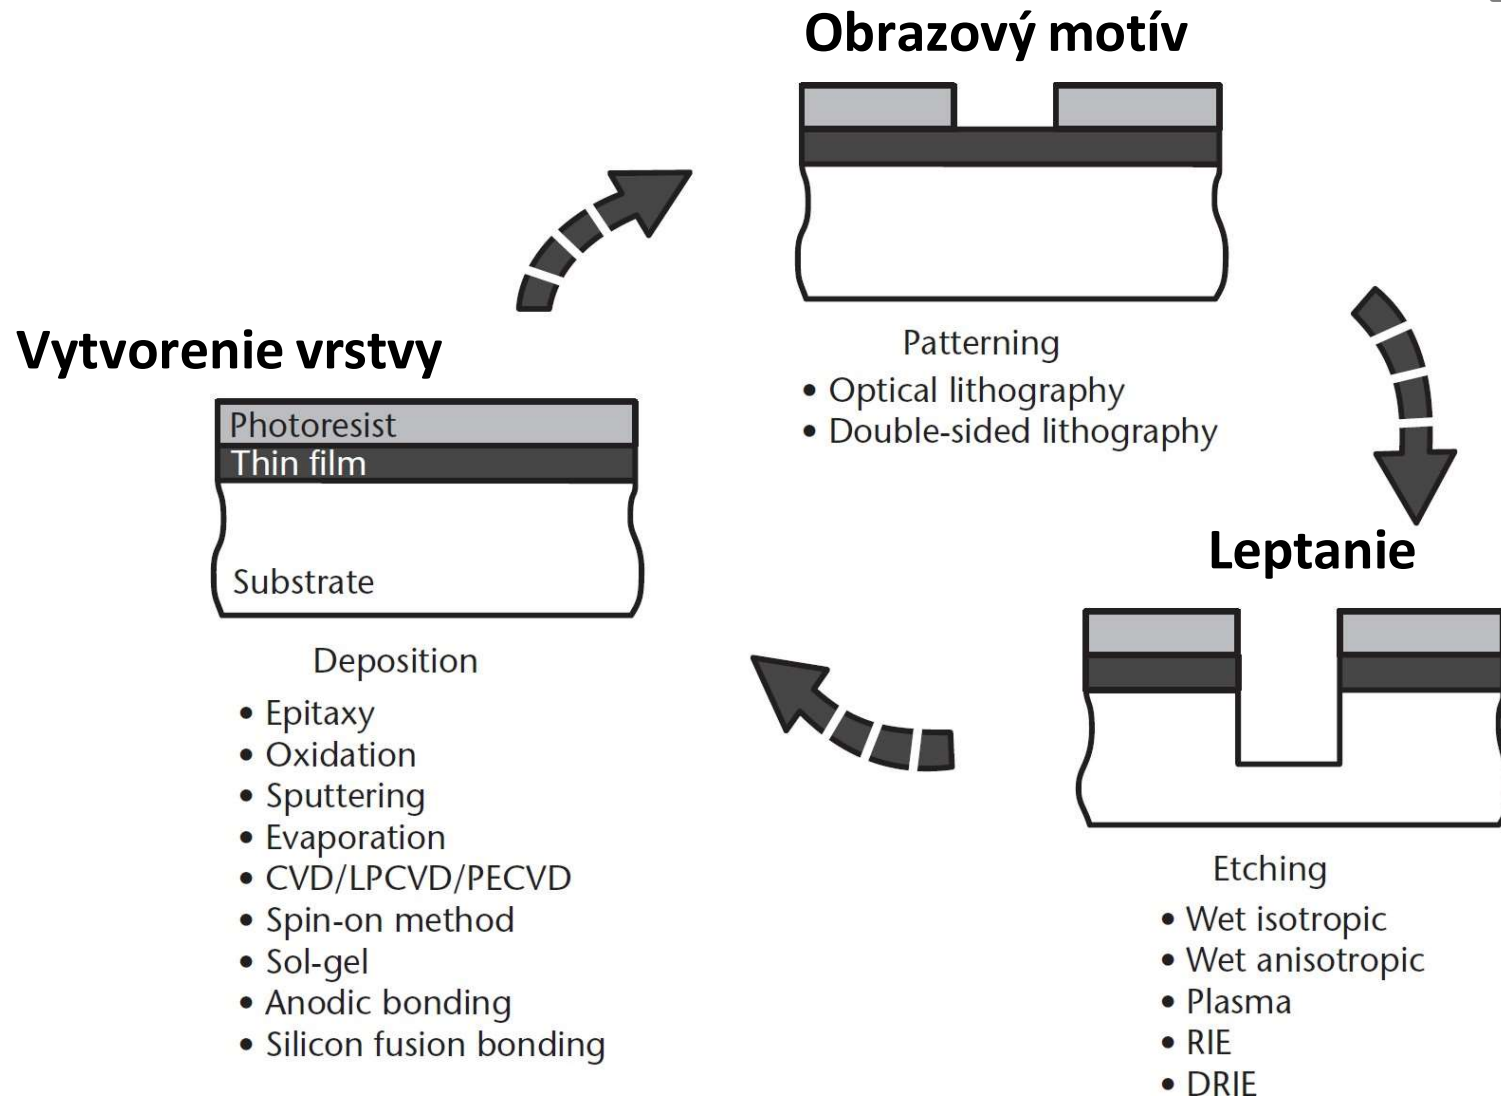 Obrazový motív
Patterning
• Optical lithography
• Double-sided lithography
Vytvorenie vrstvy
Photoresist
Thin film
Substrate
Deposition
• Epitaxy
• Oxidation
• Sputtering
• Evaporation
• CVD/LPCVD/PECVD
• Spin-on method
• Sol-gel
• Anodic bonding
• Silicon fusion bonding
Leptanie
Etching
• Wet isotropic
• Wet anisotropic
• Plasma
• RIE
• DRIE